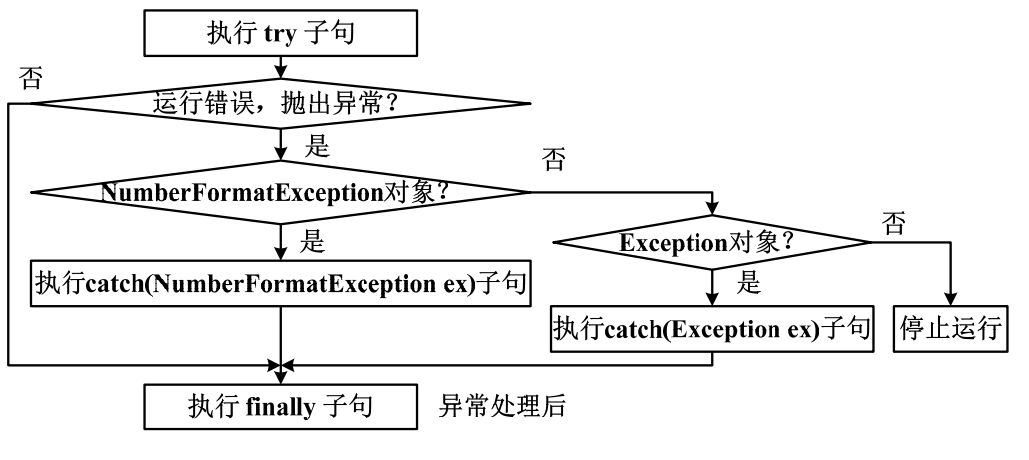 执行 try 子句
否
运行错误，抛出异常？
是
否
NumberFormatException对象？
否
Exception对象？
是
执行catch(NumberFormatException ex)子句
是
执行catch(Exception ex)子句
停止运行
执行 finally 子句
异常处理后